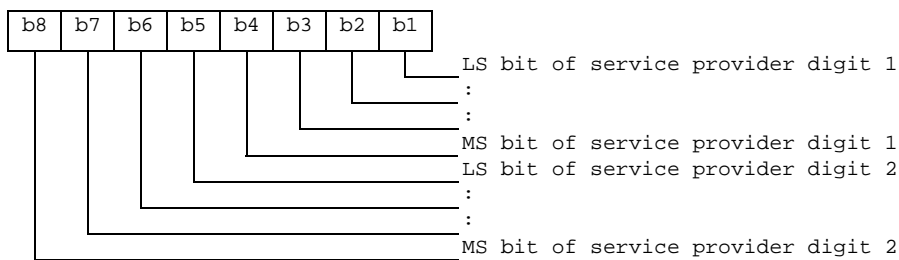 b8 b7 b6 b5 b4 b3 b2 b1
LS bit of service provider digit 1
:
:
MS bit of service provider digit 1
LS bit of service provider digit 2
:
:
MS bit of service provider digit 2